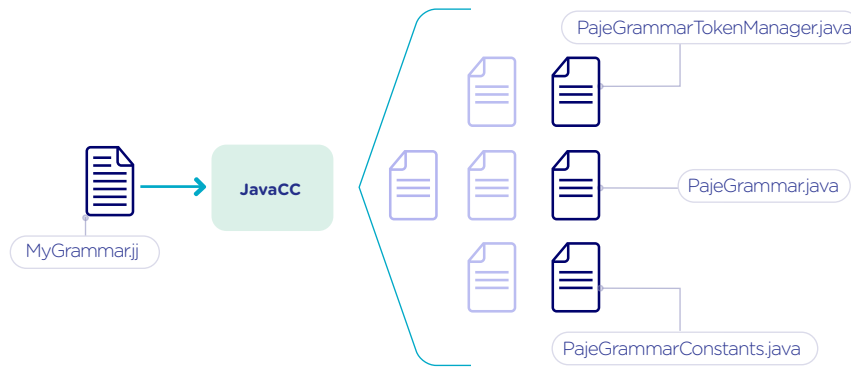 PajeGrammarTokenManager.java
JavaCC
PajeGrammar.java
MyGrammar.jj
PajeGrammarConstants.java